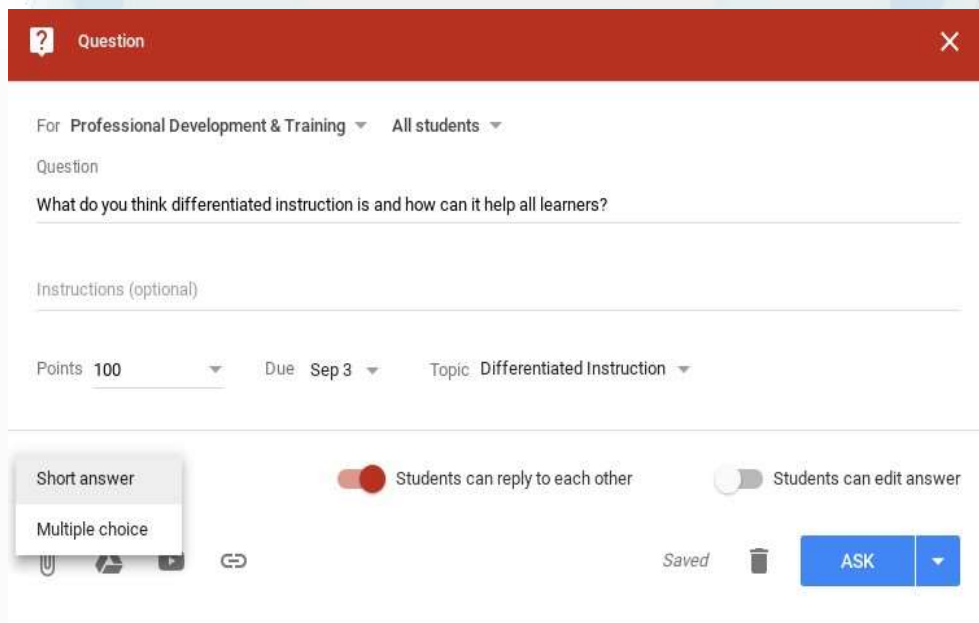 Question
For Professional Development & Training All students
Question
What do you think differentiated instruction is and how can it help all learners?
Instructions (optional)
Points 100 Due Sep 3 Topic Differentiated Instruction
Short answer Students can reply to each other Students can edit answer
Multiple choice
Saved ASK